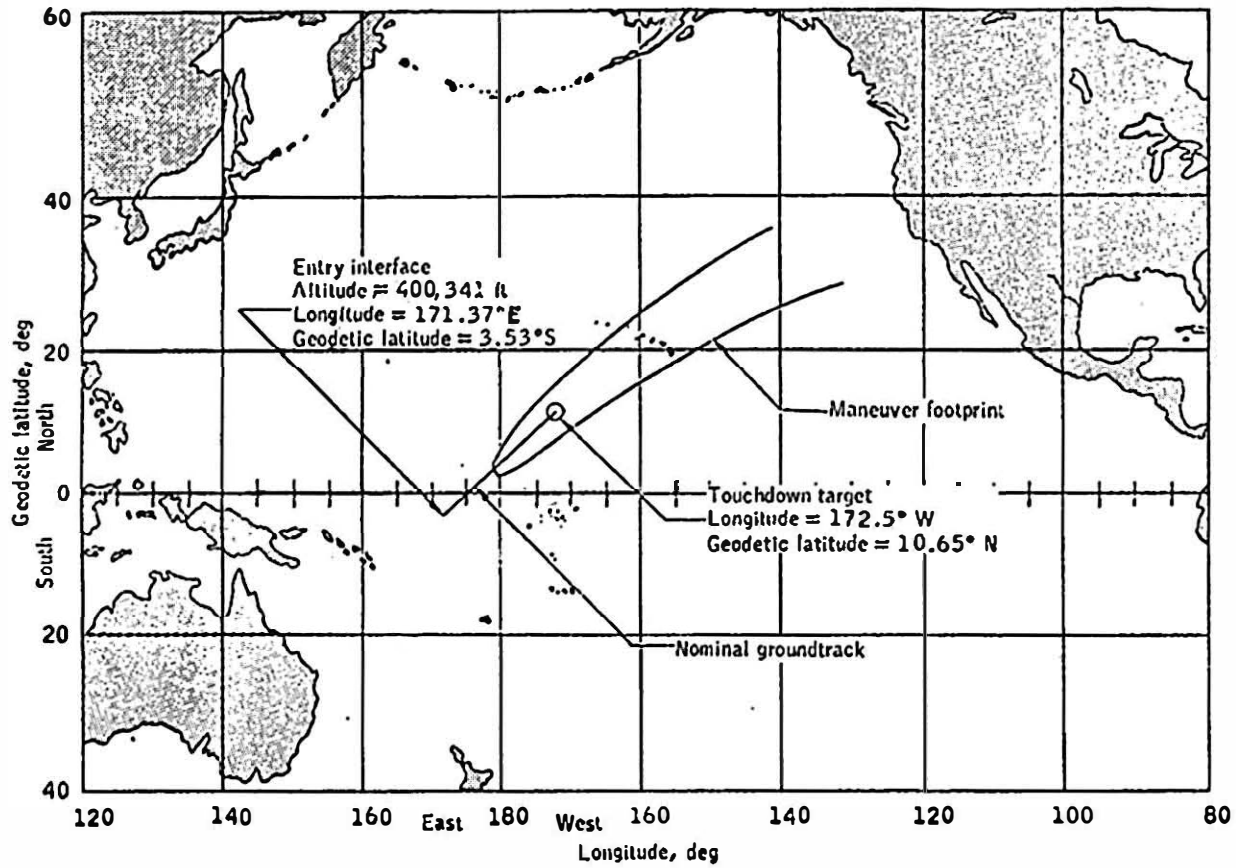 60
40
20
0
20
40
Geodetic latitude, deg
South North
Entry interface
Altitude = 400,341 ft
Longitude = 171.37°E
Geodetic latitude = 3.53°S
Maneuver footprint
Touchdown target
Longitude = 172.5° W
Geodetic latitude = 10.65° N
Nominal groundtrack
120 140 160 East 180 West 160 140 120 100 80
Longitude, deg